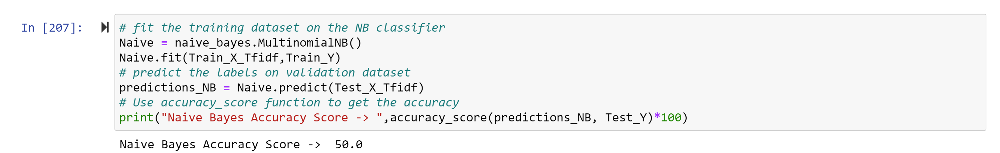 In [207]:
# fit the training dataset on the NB classifier
Naive = naive_bayes.MultinomialNB()
Naive.fit(Train_X_Tfidf,Train_Y)
# predict the labels on validation dataset
predictions_NB = Naive.predict(Test_X_Tfidf)
# Use accuracy_score function to get the accuracy
print("Naive Bayes Accuracy Score -> ",accuracy_score(predictions_NB, Test_Y)*100)
Naive Bayes Accuracy Score ->  50.0